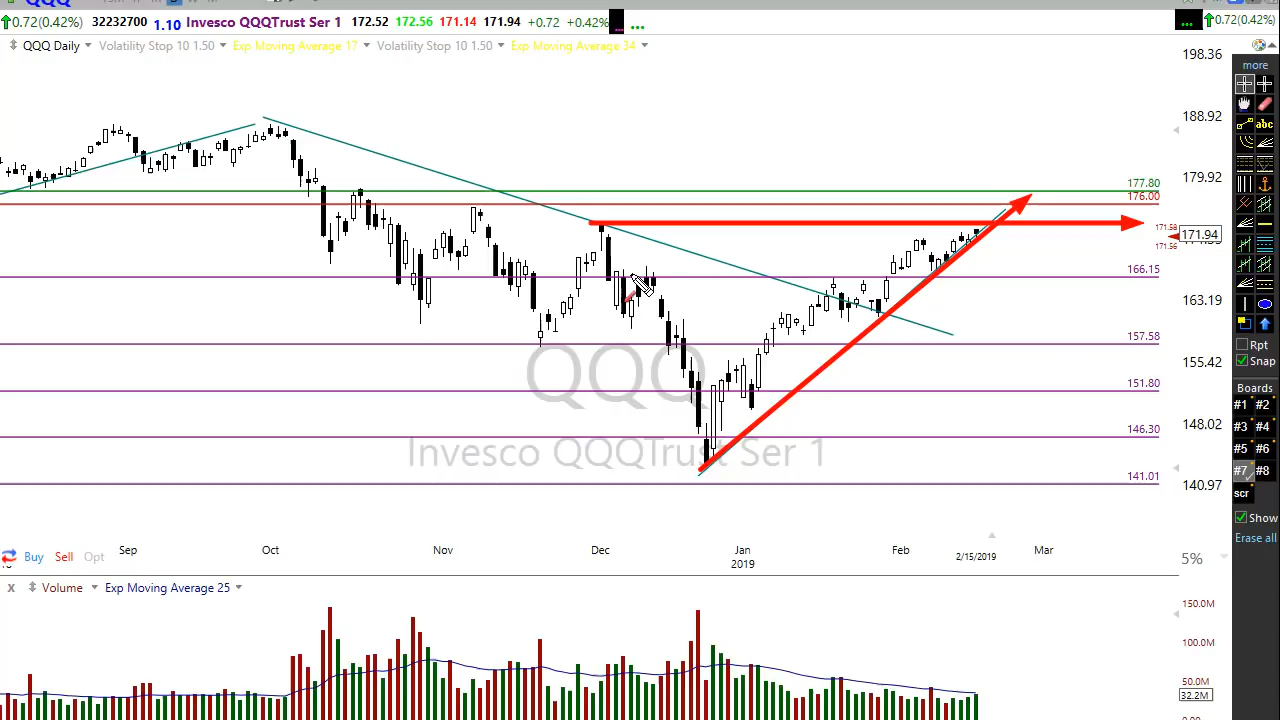 QQQ
0.72(0.42%) 32232700 1.10 Invesco QQQTrust Ser 1 172.52 172.56 171.14 171.94 +0.72 +0.42% ... ... 0.72(0.42%)
QQQ Daily Volatility Stop 10 1.50 Exp Moving Average 17 Volatility Stop 10 1.50 Exp Moving Average 34
198.36
more
188.92
abc
179.92
177.80
176.00
171.58
171.94
171.56
166.15
163.19
157.58
Rpt
155.42
Snap
QQQ
151.80
Boards
#1 #2
148.02
#3 #4
146.30
Invesco QQQTrust Ser 1
#5 #6
141.01
#7 #8
140.97
scr
Show
Erase all
Buy Sell Opt
Sep Oct Nov Dec Jan Feb Mar
2019 2/15/2019
5%
x Volume Exp Moving Average 25
150.0M
100.0M
50.0M
32.2M